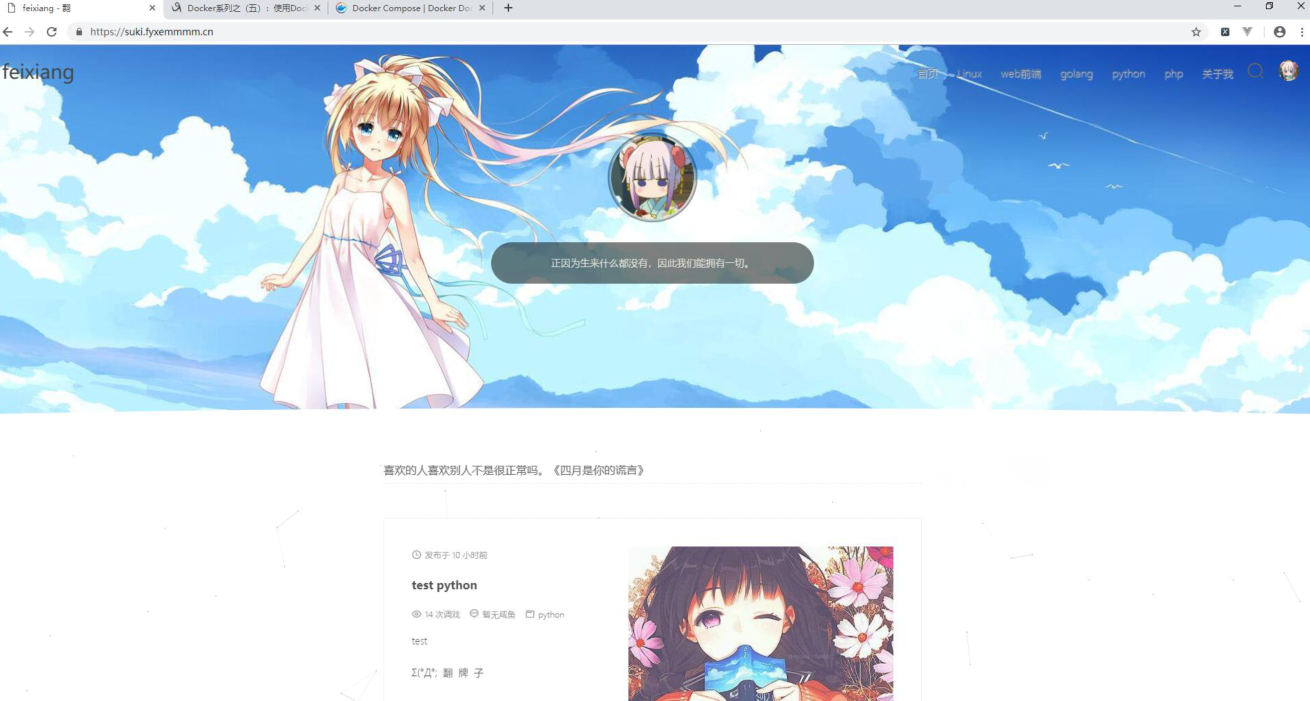 feixiang - 翻
Docker系列之（五）：使用Doc
Docker Compose | Docker Do
https://suki.fyxemmmm.cn
feixiang
首页 Linux web前端 golang python php 关于我
正因为生来什么都没有，因此我们能拥有一切。
喜欢的人喜欢别人不是很正常吗。《四月是你的谎言》
发布于 10 小时前
test python
14 次调戏 暂无咸鱼 python
test
Σ(°Д°; 翻 牌 子